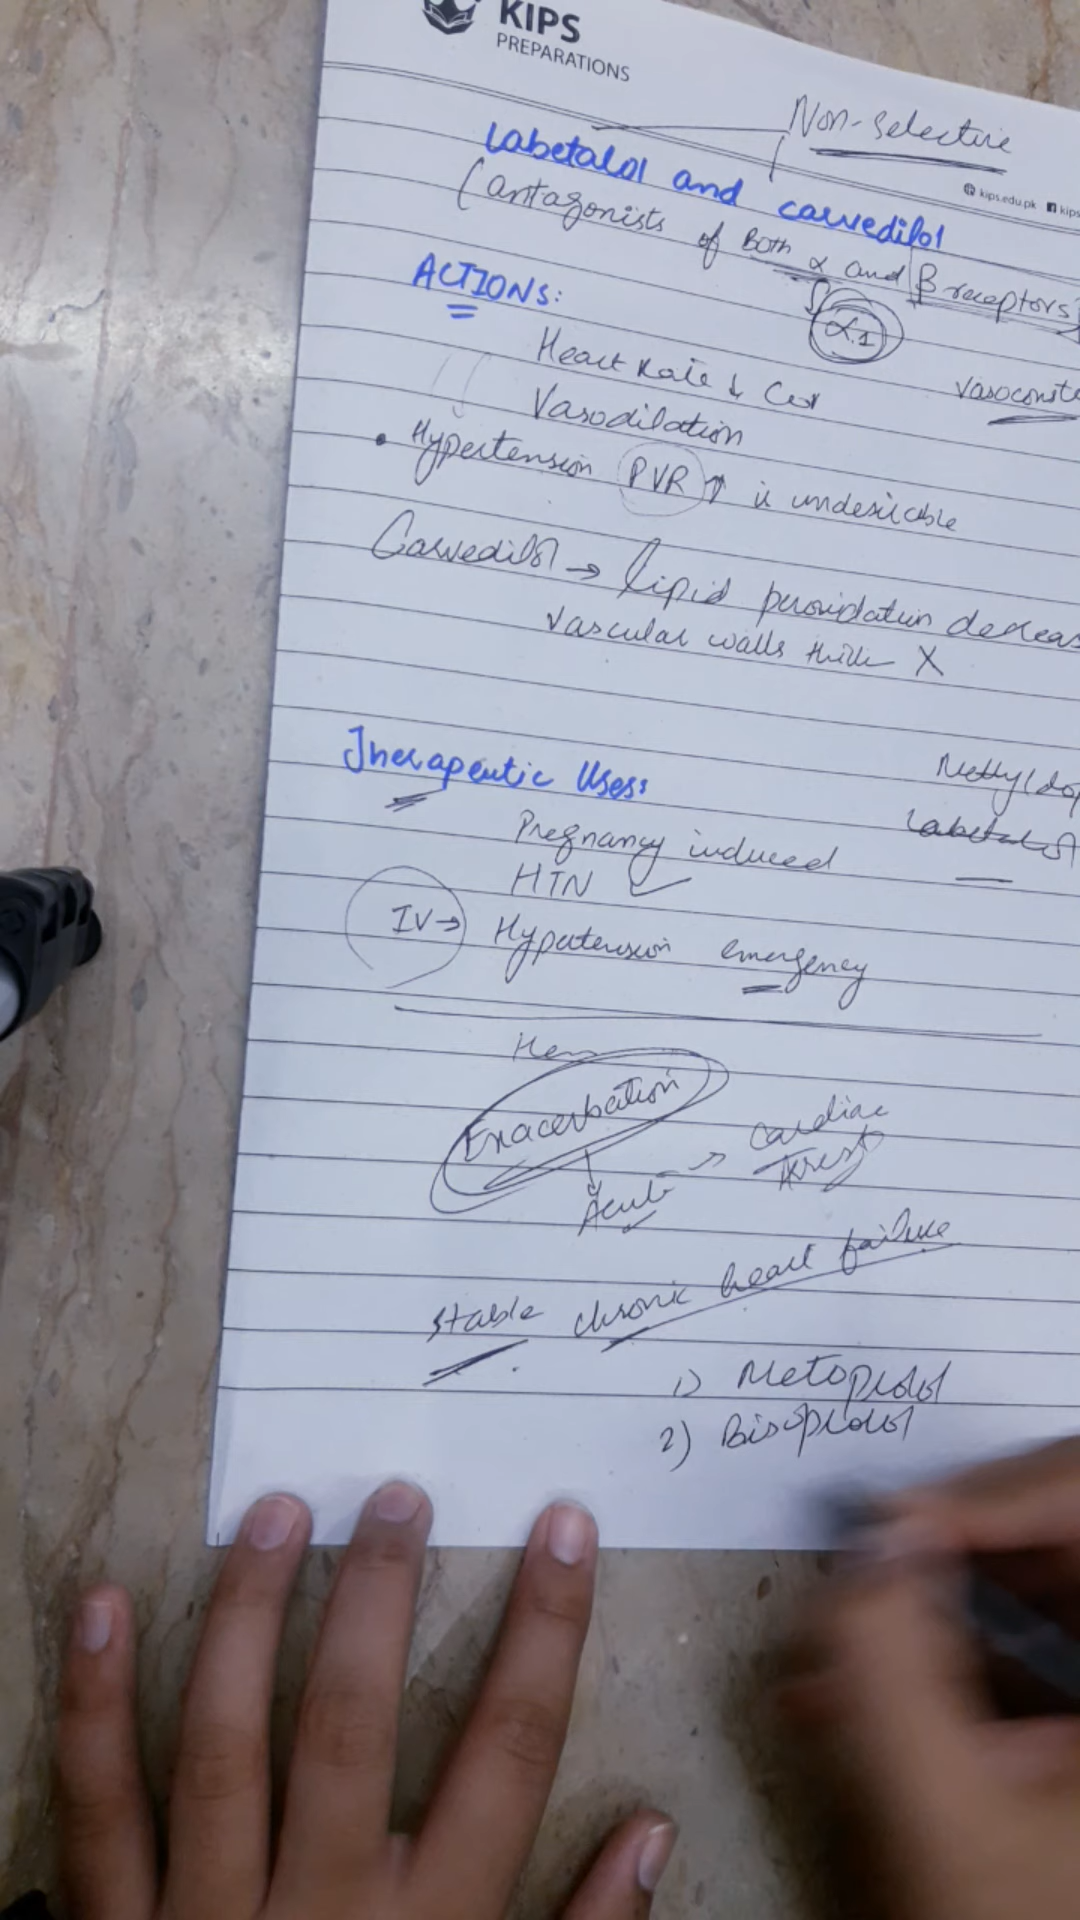 KIPS
PREPARATIONS
Non-selective
kips.edu.pk kips
Labetalol and carvedilol
(antagonists of Both α and β receptors)
α1
ACTIONS:
Heart Rate ↓
Vasoconst
Vasodilation
• Hypertension PVR ↑ is undesirable
Carvedilol → lipid peroxidation decreas
vascular walls thick X
Methyldop
Therapeutic Uses:
Labetalol
Pregnancy induced
HTN ✓
IV → Hypertension emergency
Exacerbation
Cardiac
Arrest
Acute →
Stable chronic heart failure
1) Metoprolol
2) Bisoprolol